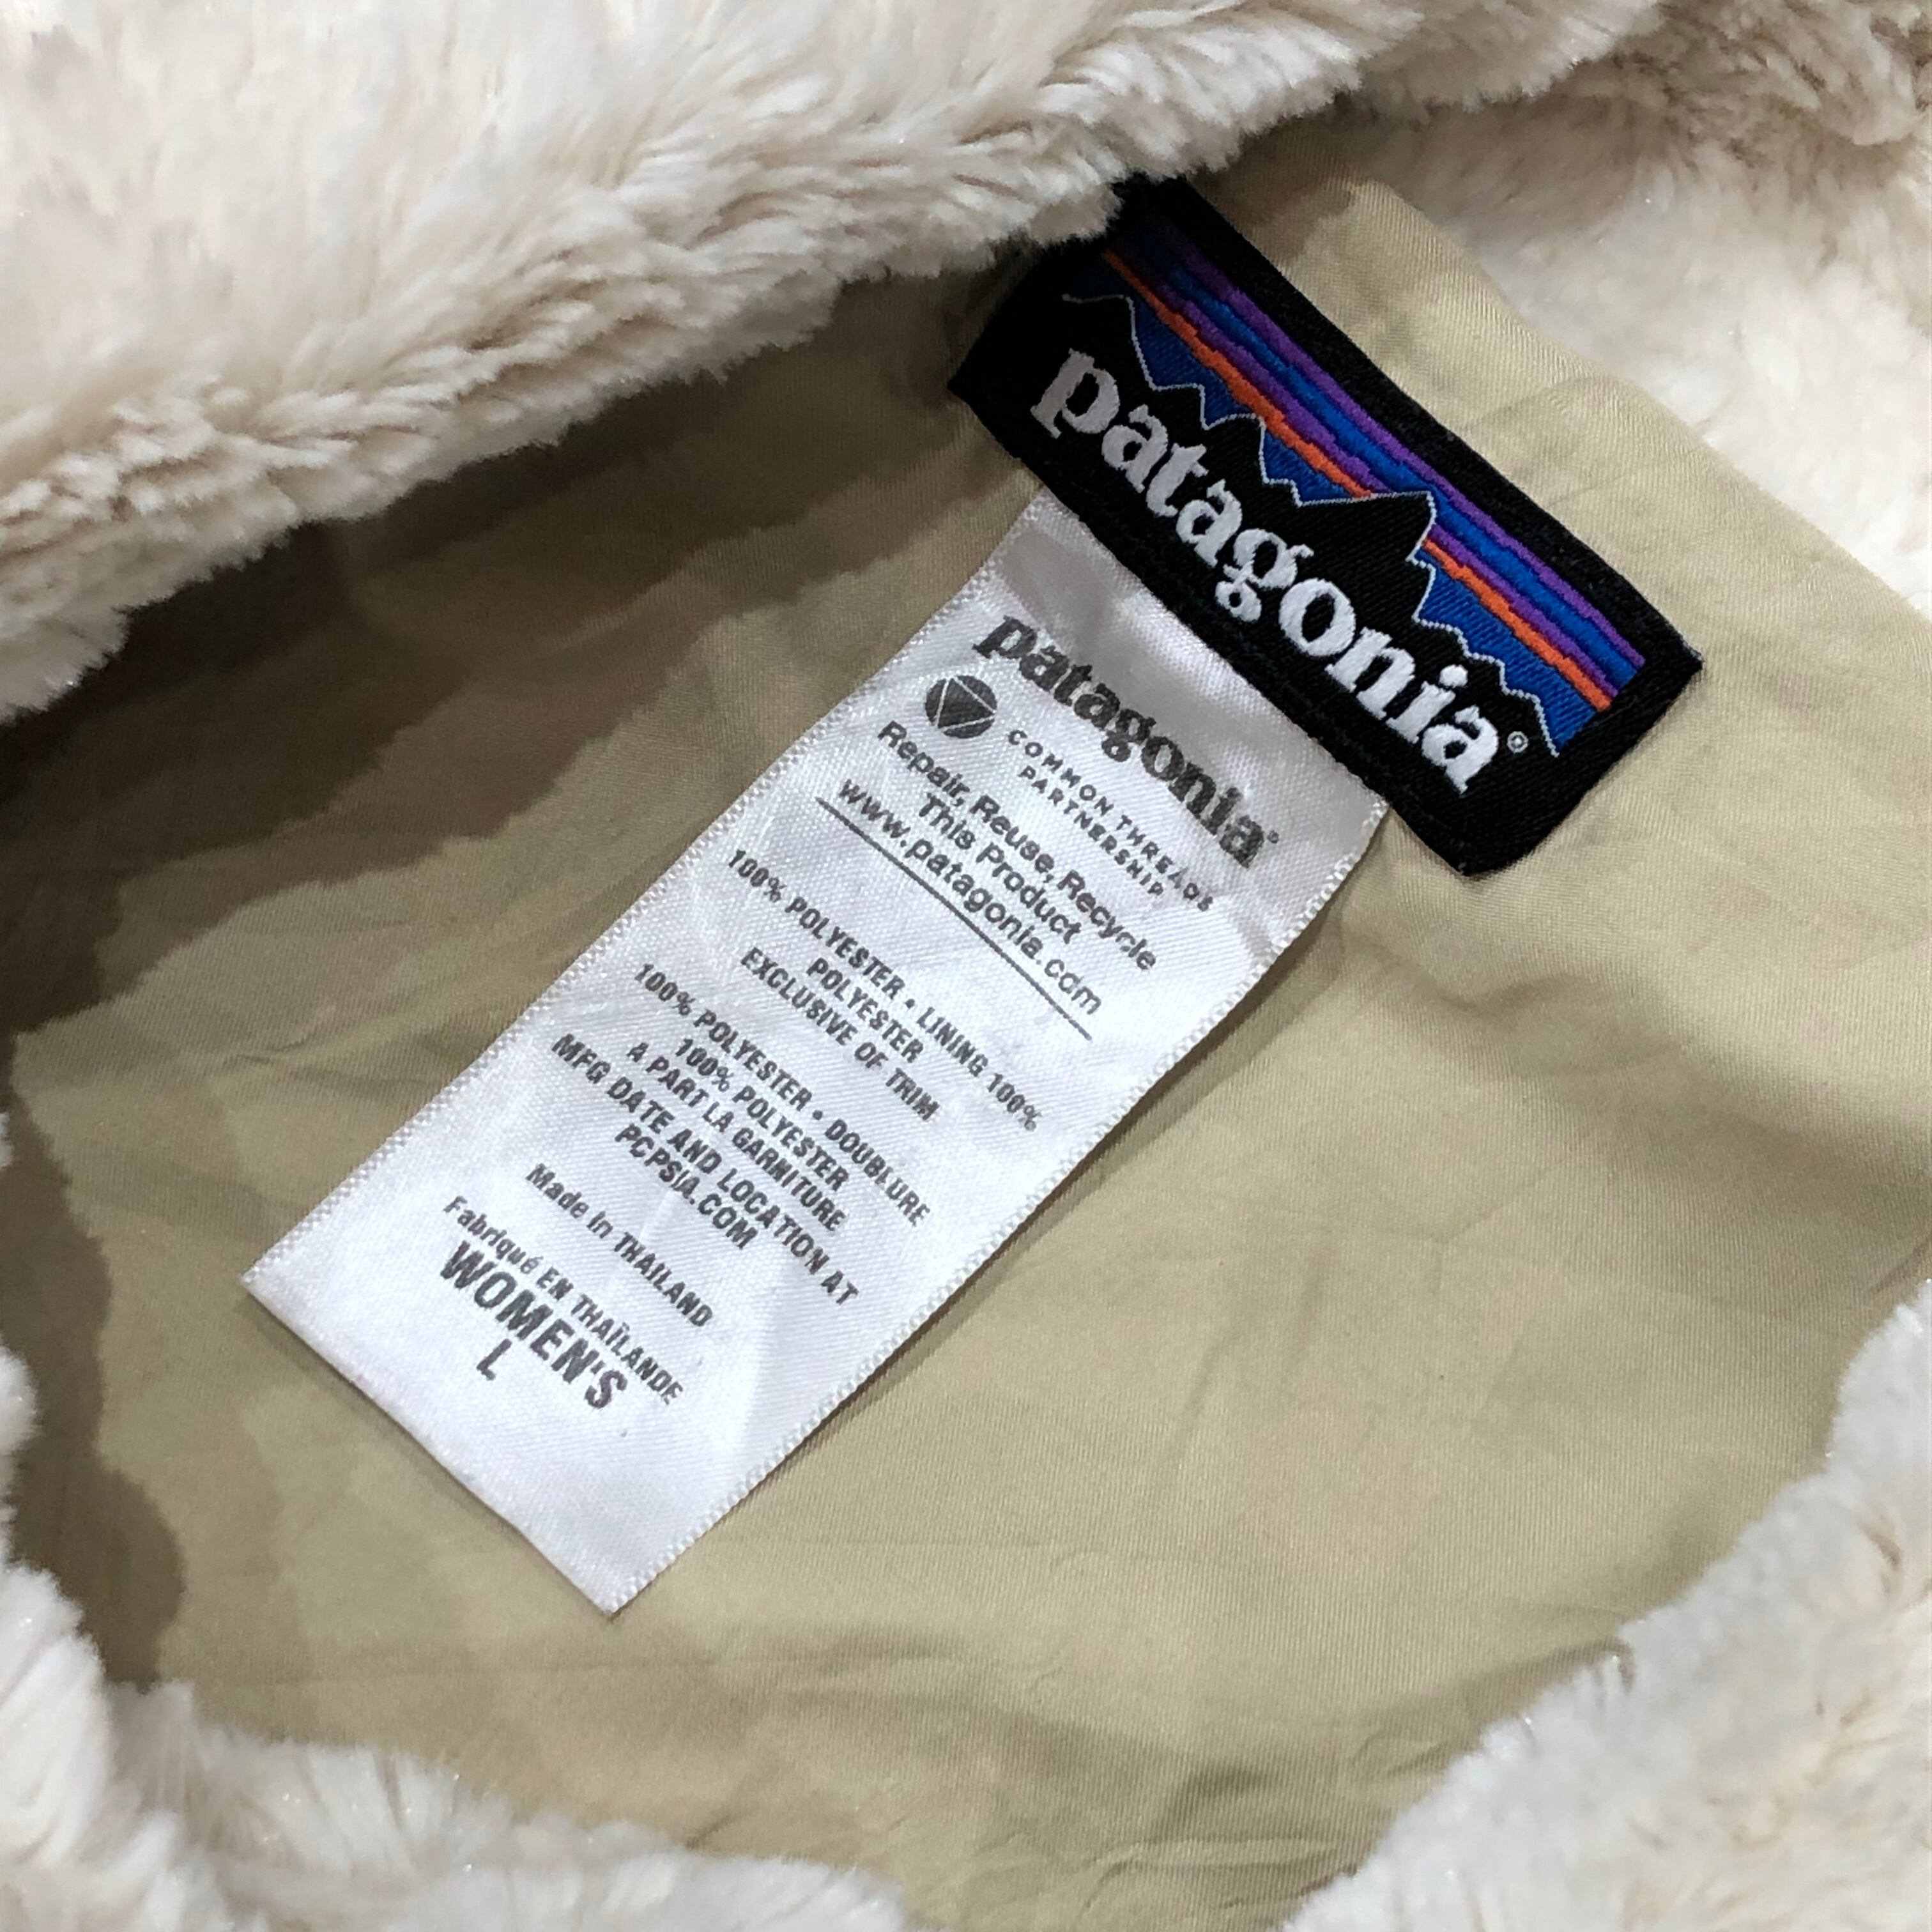 patagonia®
patagonia®
COMMON THREADS
PARTNERSHIP
Repair, Reuse, Recycle
This Product
www.patagonia.com
100% POLYESTER • LINING 100%
POLYESTER
EXCLUSIVE OF TRIM
100% POLYESTER • DOUBLURE
100% POLYESTER
A PART LA GARNITURE
MFG DATE AND LOCATION AT
PCPSIA.COM
Made in THAILAND
Fabriqué EN THAÏLANDE
WOMEN'S
L